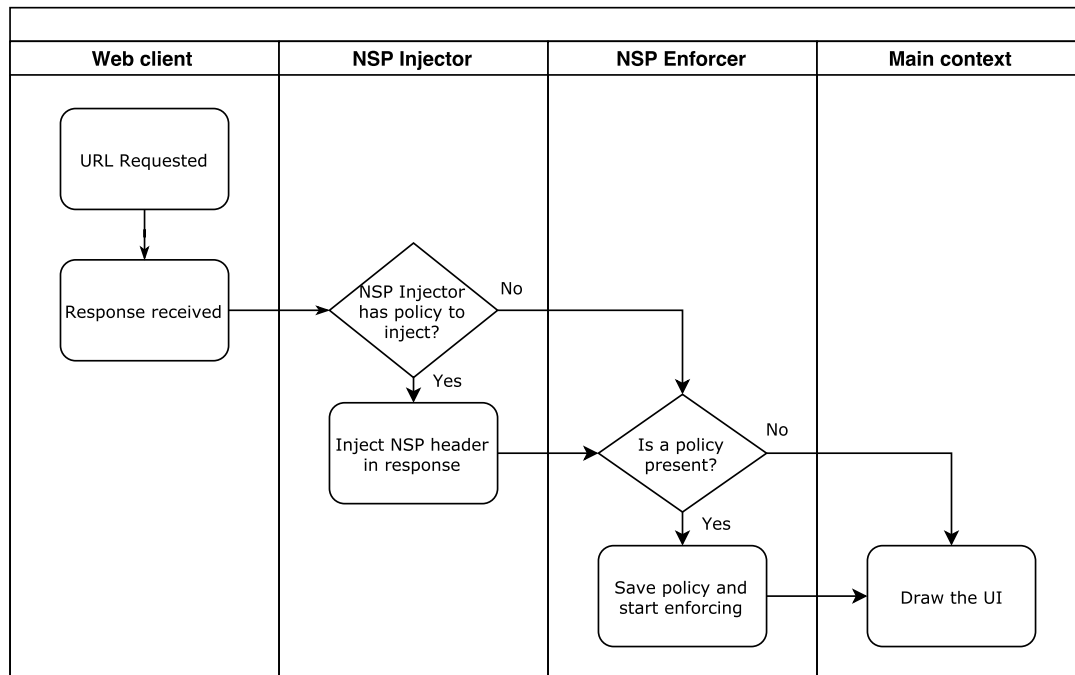 Web client
NSP Injector
NSP Enforcer
Main context
URL Requested
Response received
NSP Injector
has policy to
inject?
No
Yes
Inject NSP header
in response
Is a policy
present?
No
Yes
Save policy and
start enforcing
Draw the UI